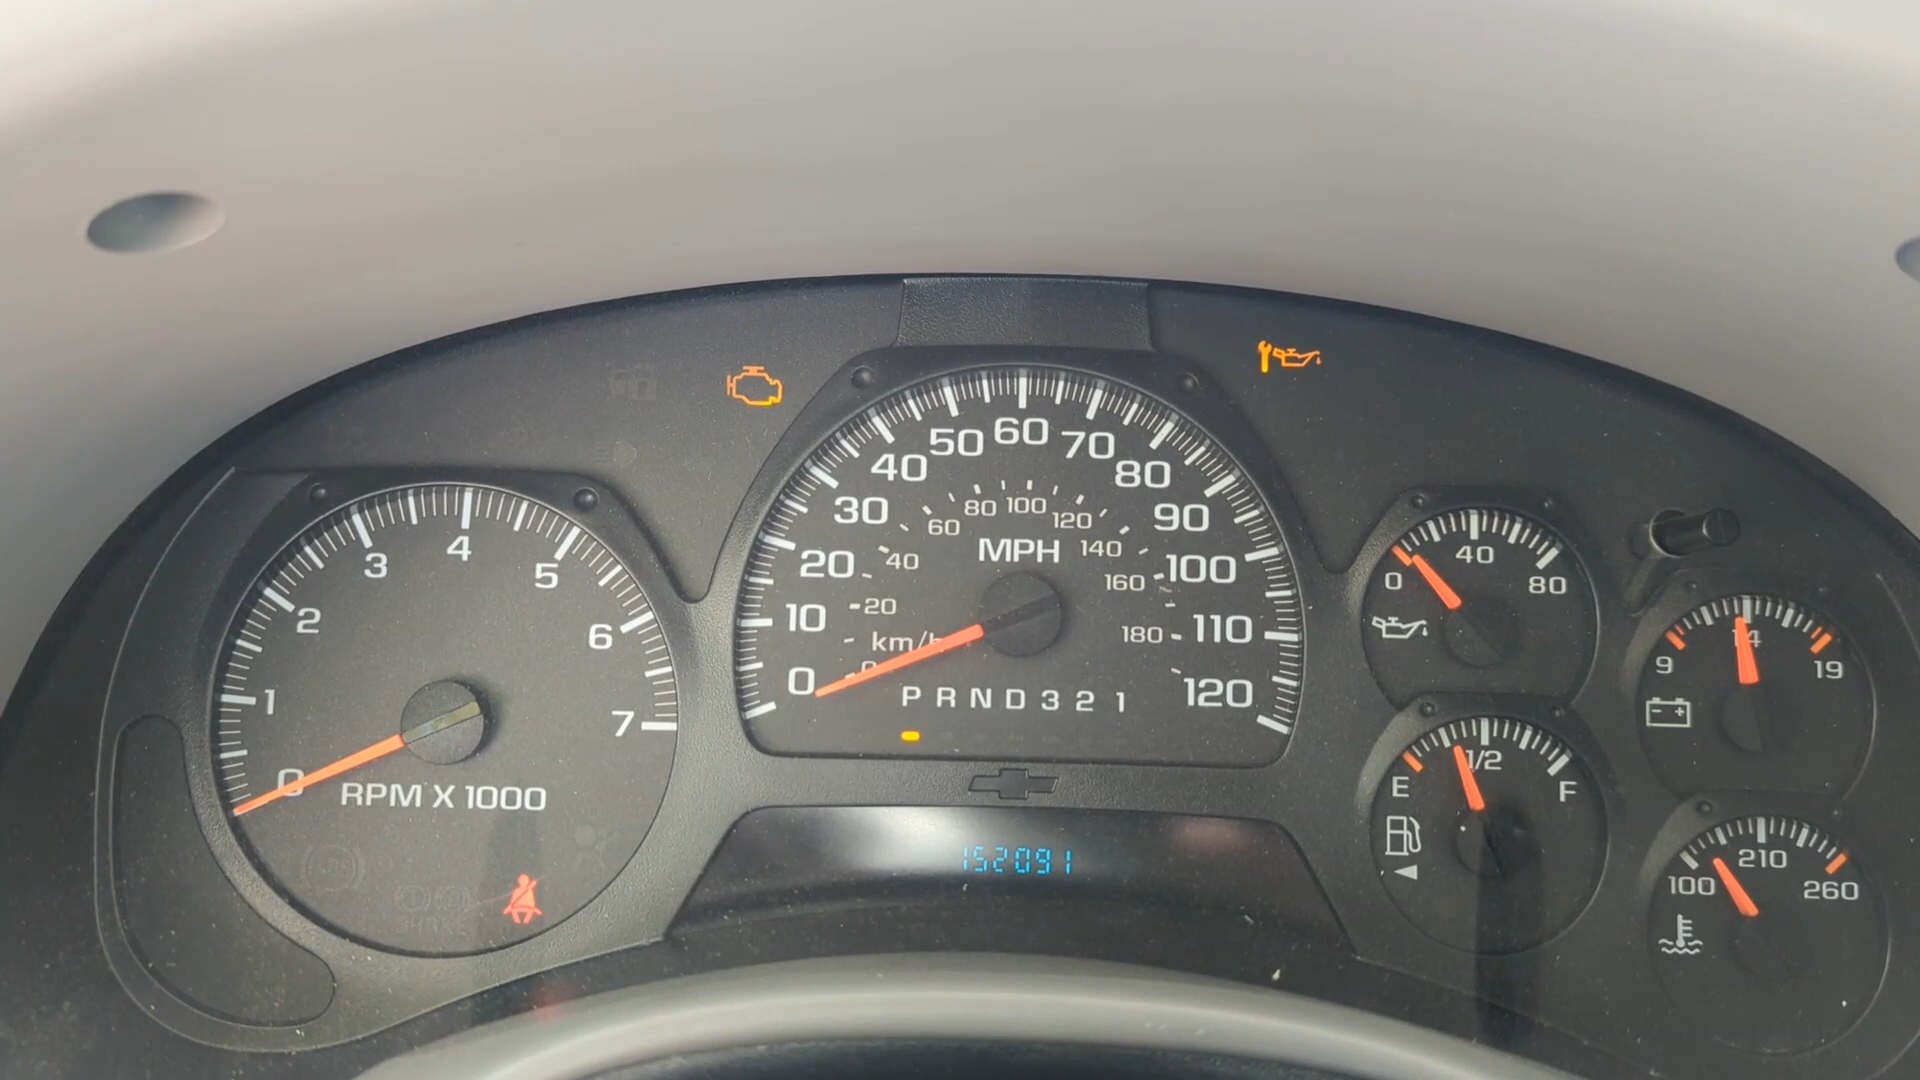 0 1 2 3 4 5 6 7
RPM X 1000
0 10 20 30 40 50 60 70 80 90 100 110 120
MPH
20 40 60 80 100 120 140 160 180
km/h
P R N D 3 2 1
152091
0 40 80
E 1/2 F
9 14 19
100 210 260